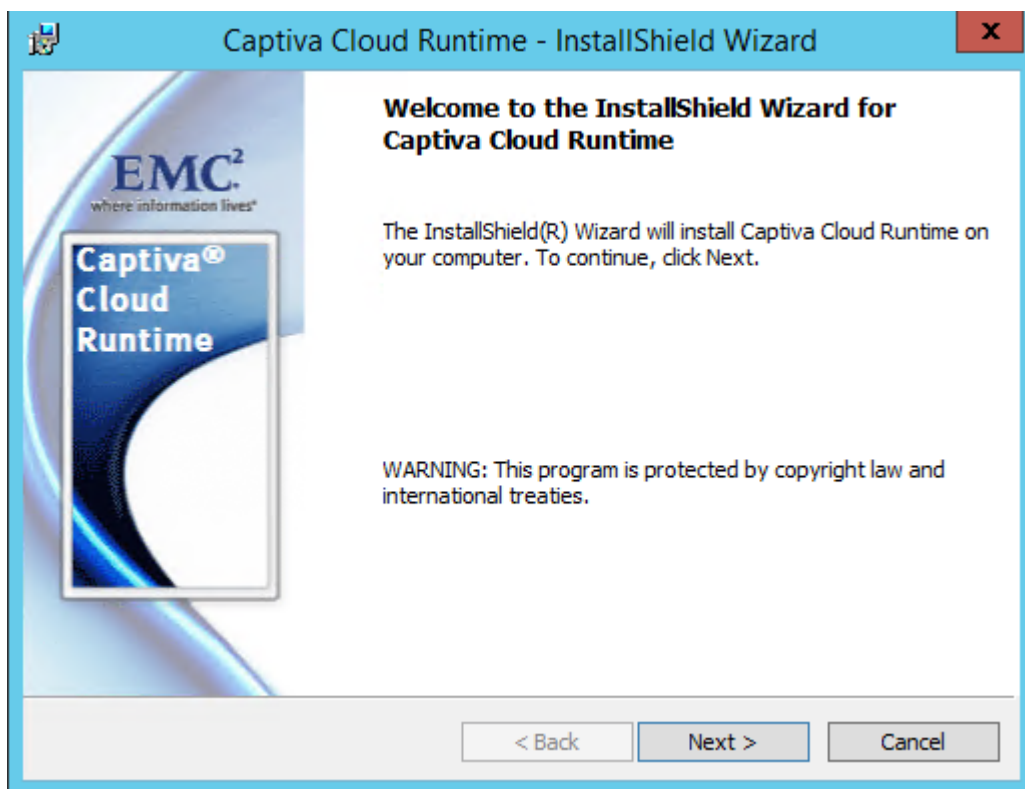 Captiva Cloud Runtime - InstallShield Wizard
x
EMC²
where information lives®
Captiva®
Cloud
Runtime
Welcome to the InstallShield Wizard for
Captiva Cloud Runtime
The InstallShield(R) Wizard will install Captiva Cloud Runtime on
your computer. To continue, click Next.
WARNING: This program is protected by copyright law and
international treaties.
< Back
Next >
Cancel